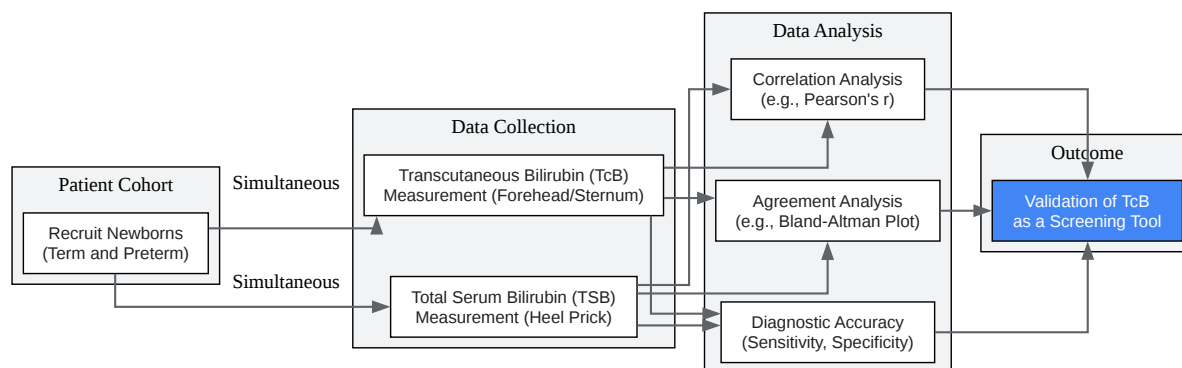 Patient Cohort
Recruit Newborns
(Term and Preterm)
Simultaneous
Simultaneous
Data Collection
Transcutaneous Bilirubin (TcB)
Measurement (Forehead/Sternum)
Total Serum Bilirubin (TSB)
Measurement (Heel Prick)
Data Analysis
Correlation Analysis
(e.g., Pearson's r)
Agreement Analysis
(e.g., Bland-Altman Plot)
Diagnostic Accuracy
(Sensitivity, Specificity)
Outcome
Validation of TcB
as a Screening Tool